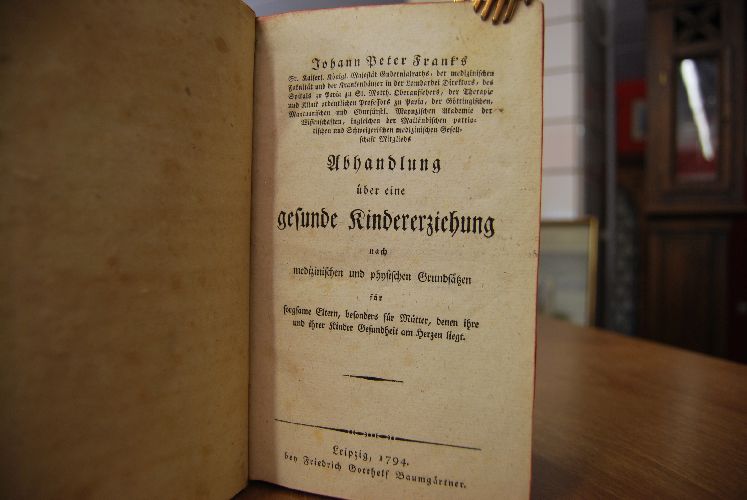 Johann Peter Frank's
Sr. Kaiserl. Königl. Majestät Gubernialraths, der medizinischen
Fakultät und der Krankenhäuser in der Lombardei Direktors, des
Spitals zu Pavia zu St. Matth. Oberaufsehers, der Therapie
und Klinik ordentlichen Professors zu Pavia, der Göttingischen,
Mantuanischen und Churfürstl. Maynzischen Akademie der
Wissenschaften, ingleichen der Mailändischen patrio-
tischen und Schweizerischen medizinischen Gesell-
schaft Mitglieds
Abhandlung
über eine
gesunde Kindererziehung
nach
medizinischen und physischen Grundsätzen
für
sorgsame Eltern, besonders für Mütter, denen ihre
und ihrer Kinder Gesundheit am Herzen liegt.
Leipzig, 1794.
bey Friedrich Gotthelf Baumgärtner.